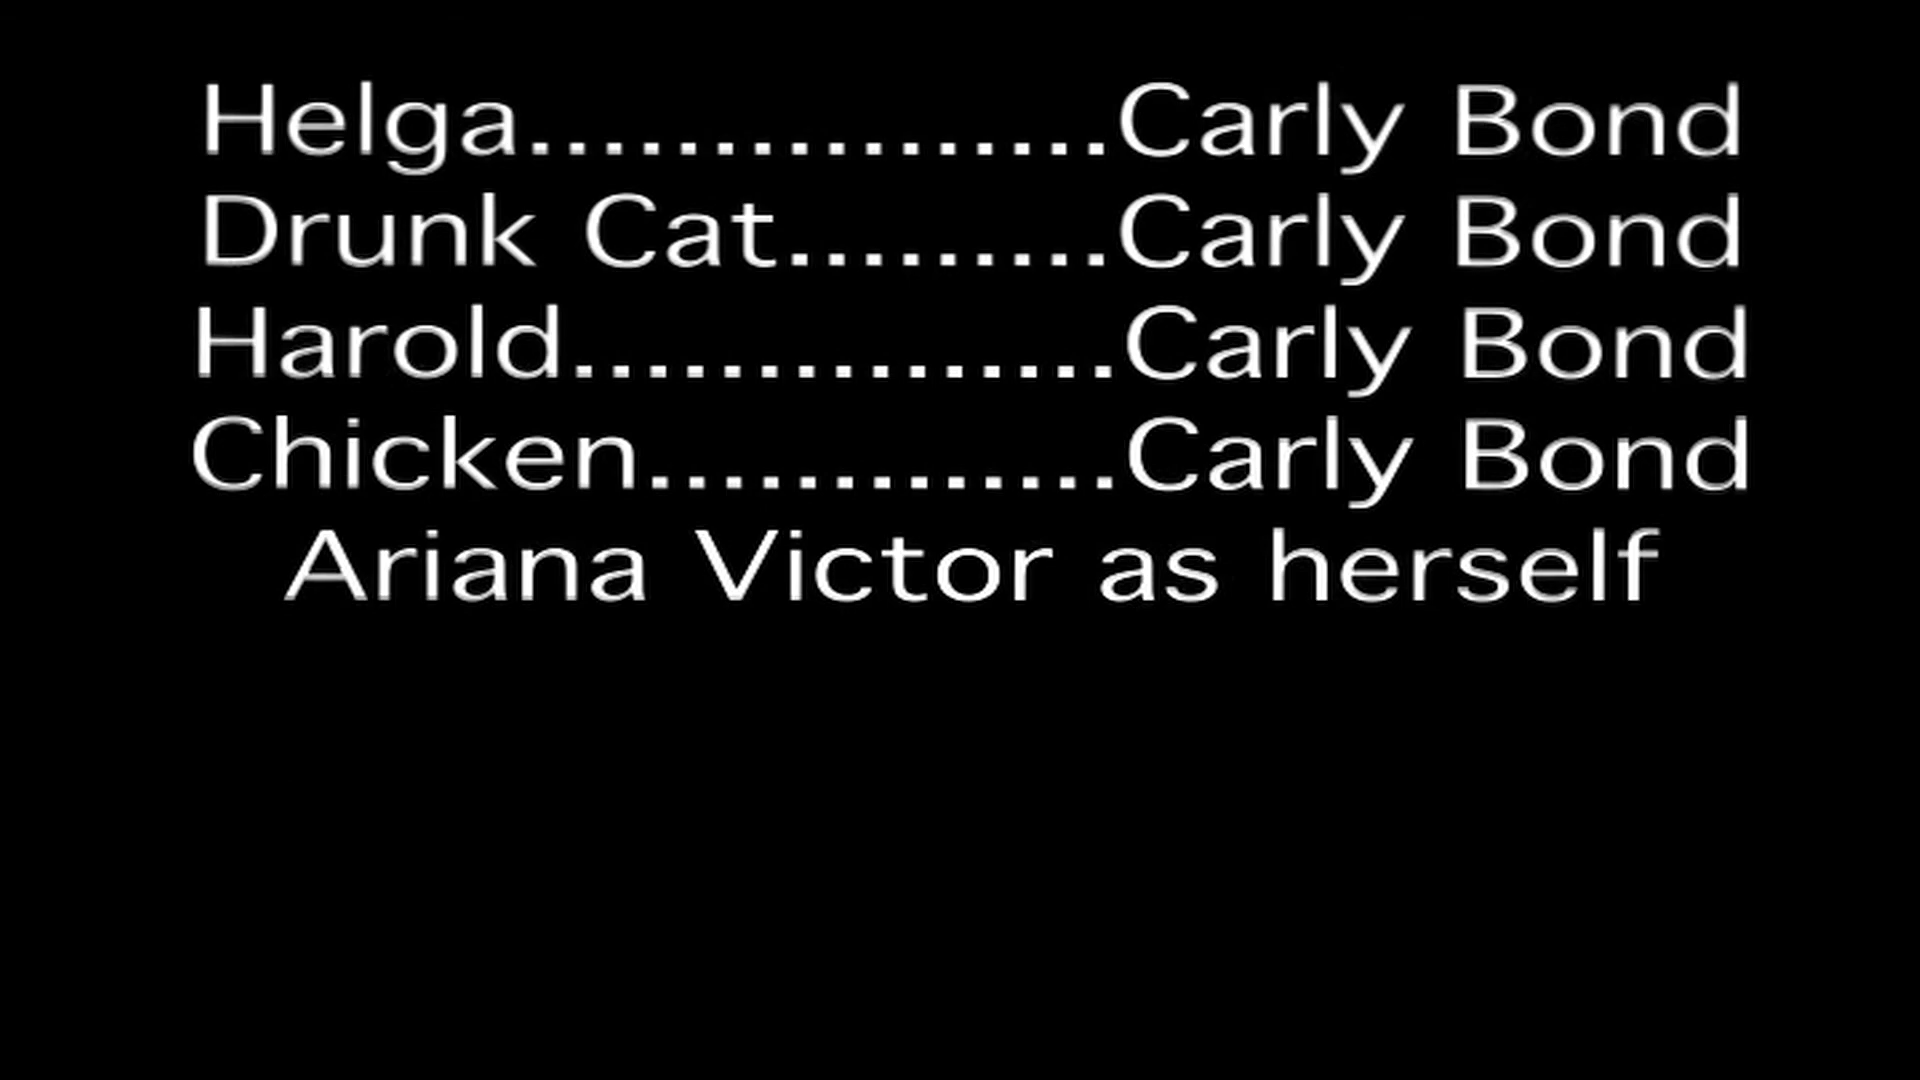 Helga................Carly Bond
Drunk Cat.........Carly Bond
Harold...............Carly Bond
Chicken.............Carly Bond
Ariana Victor as herself